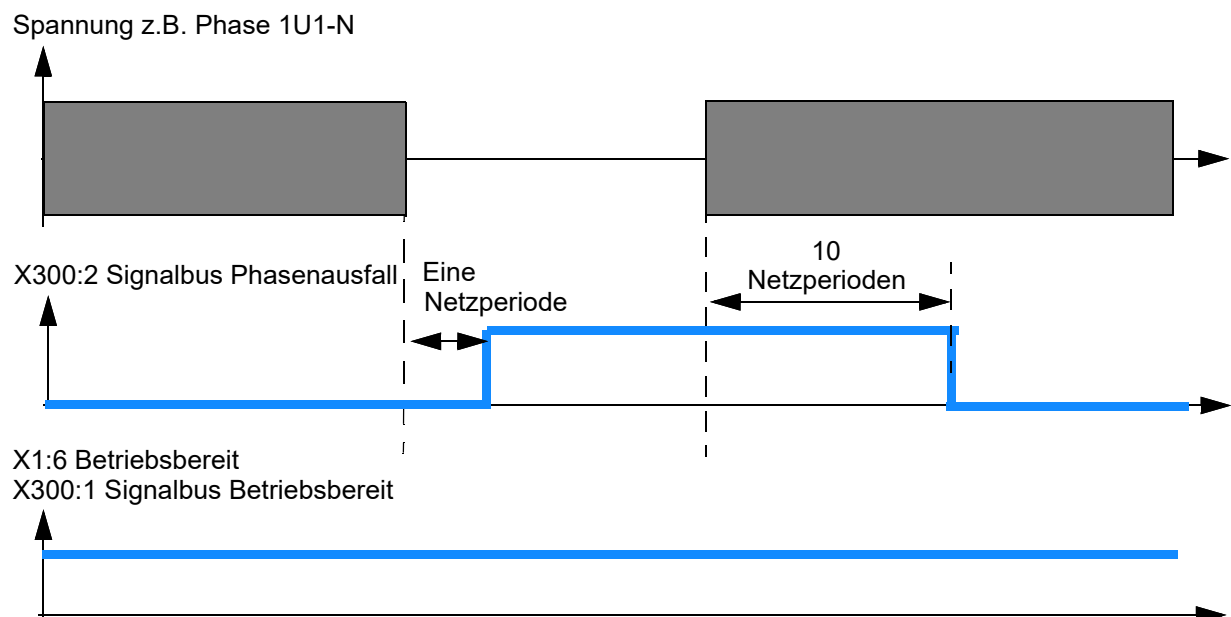 Spannung z.B. Phase 1U1-N
10
Netzperioden
X300:2 Signalbus Phasenausfall
Eine
Netzperiode
X1:6 Betriebsbereit
X300:1 Signalbus Betriebsbereit